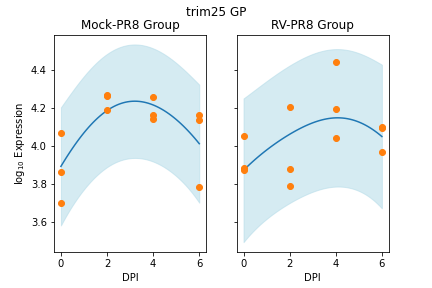 trim25 GP
Mock-PR8 Group
RV-PR8 Group
log₁₀ Expression
4.4
4.2
4.0
3.8
3.6
0 2 4 6
0 2 4 6
DPI
DPI